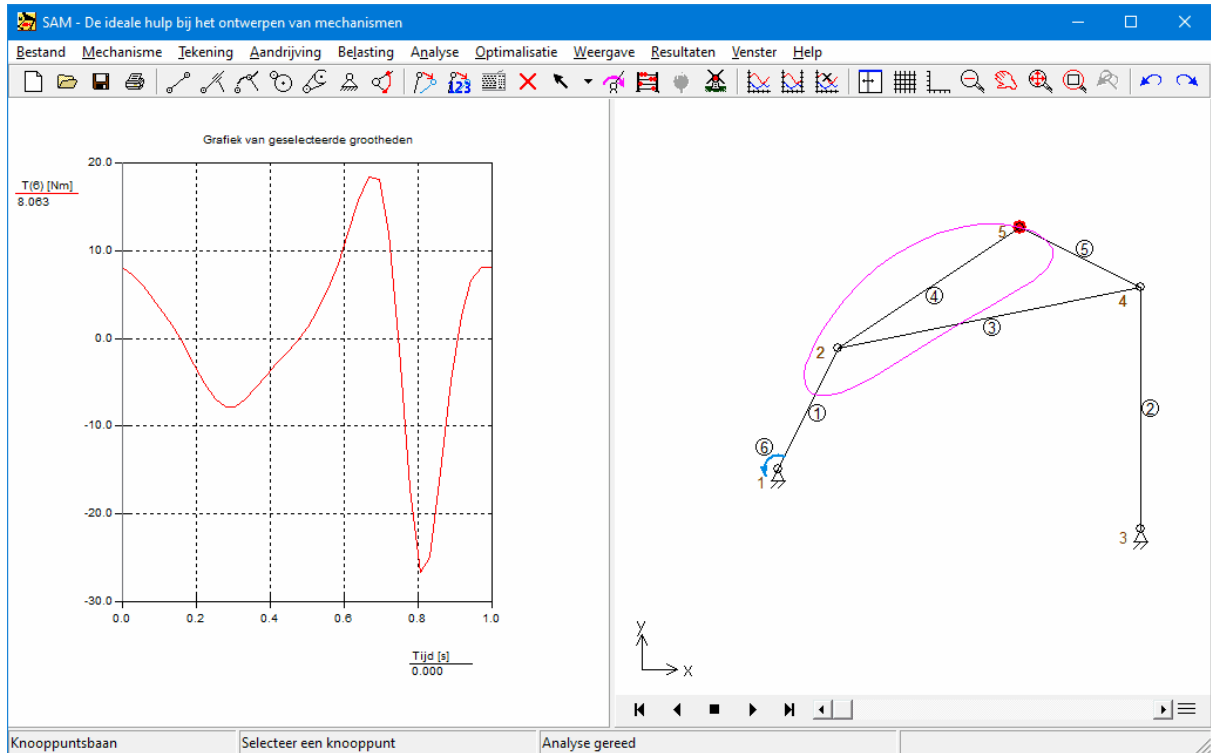 SAM - De ideale hulp bij het ontwerpen van mechanismen
Bestand Mechanisme Tekening Aandrijving Belasting Analyse Optimalisatie Weergave Resultaten Venster Help
123
Grafiek van geselecteerde grootheden
T(6) [Nm]
8.063
20.0
10.0
0.0
-10.0
-20.0
-30.0
0.0 0.2 0.4 0.6 0.8 1.0
Tijd [s]
0.000
5
5
4
4
3
2
1
2
6
1
3
y
x
Knooppuntsbaan Selecteer een knooppunt Analyse gereed